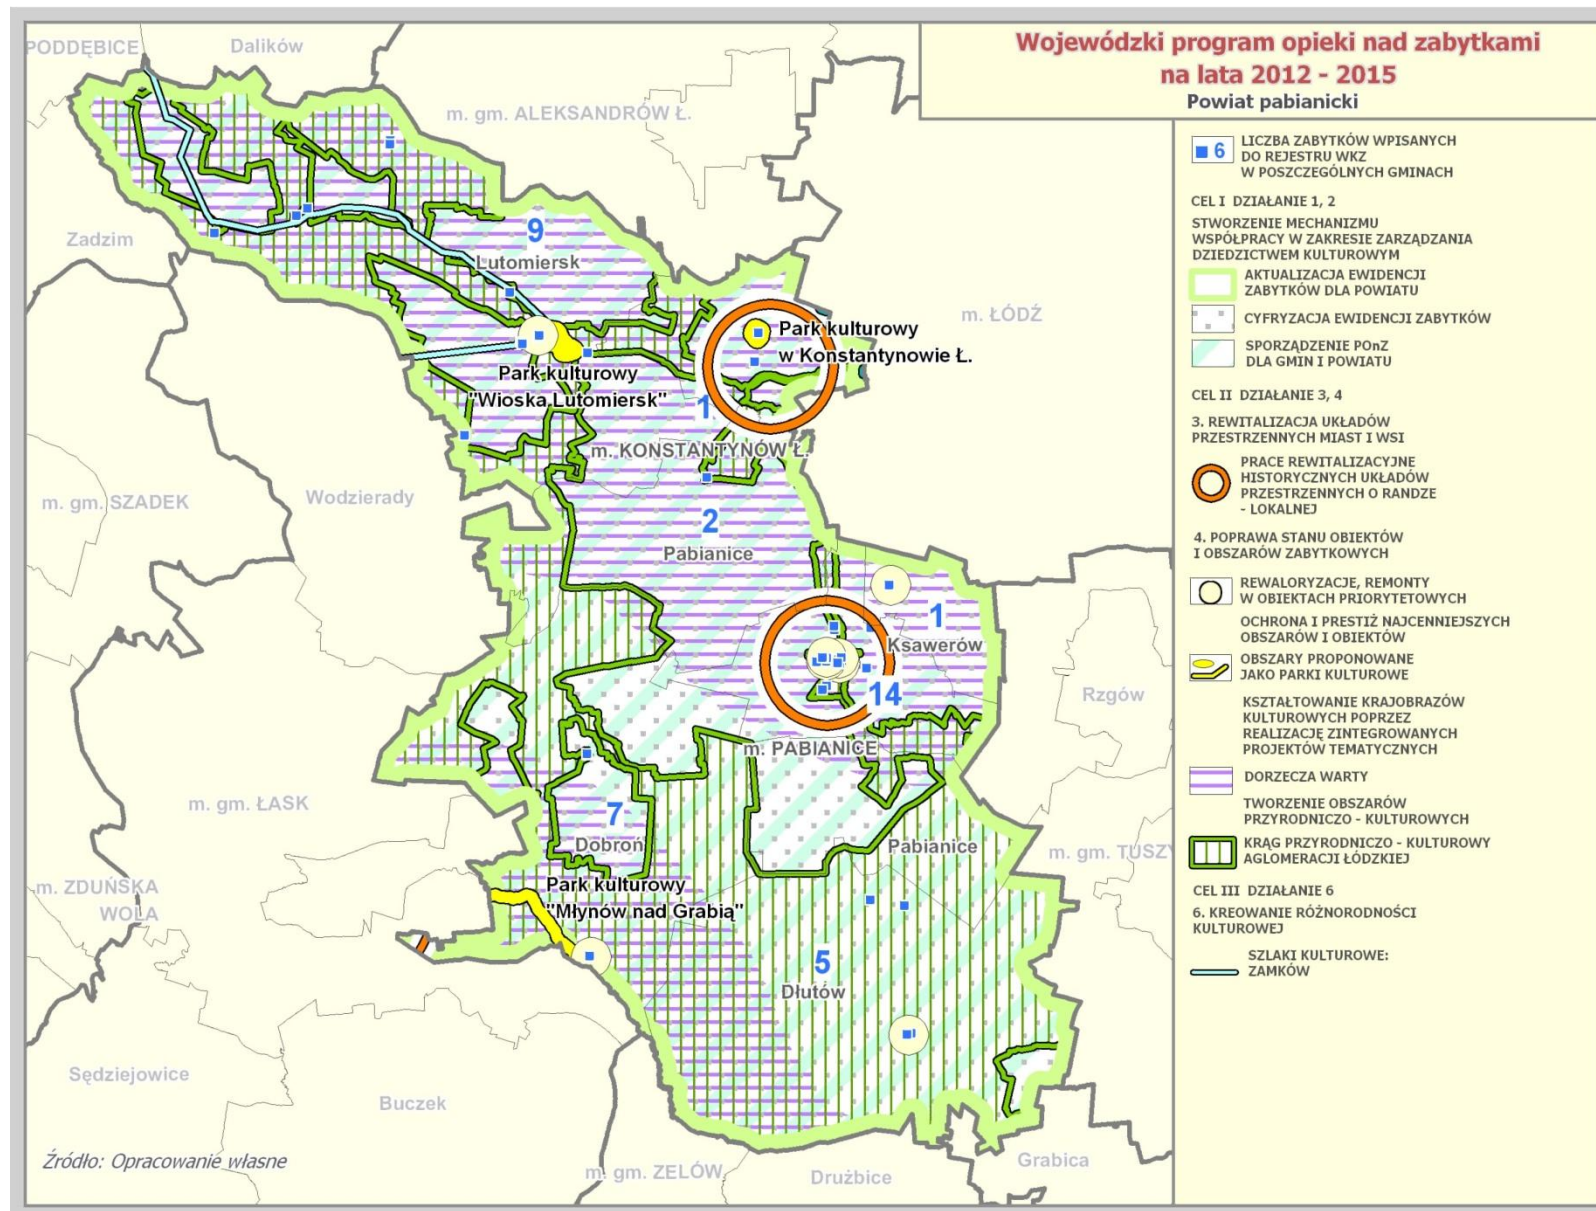 Wojewódzki program opieki nad zabytkami
na lata 2012 - 2015
Powiat pabianicki
PODDĘBICE
Dalików
m. gm. ALEKSANDRÓW Ł.
Zadzim
9
Lutomiersk
m. ŁÓDŹ
Park kulturowy
w Konstantynowie Ł.
Park kulturowy
"Wioska Lutomiersk"
1
m. KONSTANTYNÓW Ł.
m. gm. SZADEK
Wodzierady
2
Pabianice
1
Ksawerów
14
Rzgów
m. PABIANICE
m. gm. ŁASK
7
Dobroń
Pabianice
m. gm. TUSZY
m. ZDUŃSKA
WOLA
Park kulturowy
"Młynów nad Grabią"
5
Dłutów
Sędziejowice
Buczek
Źródło: Opracowanie własne
m. gm. ZELÓW
Drużbice
Grabica
6
LICZBA ZABYTKÓW WPISANYCH
DO REJESTRU WKZ
W POSZCZEGÓLNYCH GMINACH
CEL I DZIAŁANIE 1, 2
STWORZENIE MECHANIZMU
WSPÓŁPRACY W ZAKRESIE ZARZĄDZANIA
DZIEDZICTWEM KULTUROWYM
AKTUALIZACJA EWIDENCJI
ZABYTKÓW DLA POWIATU
CYFRYZACJA EWIDENCJI ZABYTKÓW
SPORZĄDZENIE POnZ
DLA GMIN I POWIATU
CEL II DZIAŁANIE 3, 4
3. REWITALIZACJA UKŁADÓW
PRZESTRZENNYCH MIAST I WSI
PRACE REWITALIZACYJNE
HISTORYCZNYCH UKŁADÓW
PRZESTRZENNYCH O RANDZE
- LOKALNEJ
4. POPRAWA STANU OBIEKTÓW
I OBSZARÓW ZABYTKOWYCH
REWALORYZACJE, REMONTY
W OBIEKTACH PRIORYTETOWYCH
OCHRONA I PRESTIŻ NAJCENNIEJSZYCH
OBSZARÓW I OBIEKTÓW
OBSZARY PROPONOWANE
JAKO PARKI KULTUROWE
KSZTAŁTOWANIE KRAJOBRAZÓW
KULTUROWYCH POPRZEZ
REALIZACJĘ ZINTEGROWANYCH
PROJEKTÓW TEMATYCZNYCH
DORZECZA WARTY
TWORZENIE OBSZARÓW
PRZYRODNICZO - KULTUROWYCH
KRĄG PRZYRODNICZO - KULTUROWY
AGLOMERACJI ŁÓDZKIEJ
CEL III DZIAŁANIE 6
6. KREOWANIE RÓŻNORODNOŚCI
KULTUROWEJ
SZLAKI KULTUROWE:
ZAMKÓW